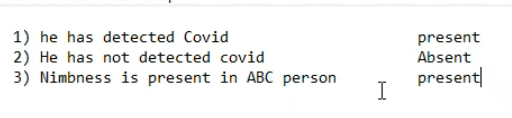 1) he has detected Covid present
2) He has not detected covid Absent
3) Nimbness is present in ABC person present